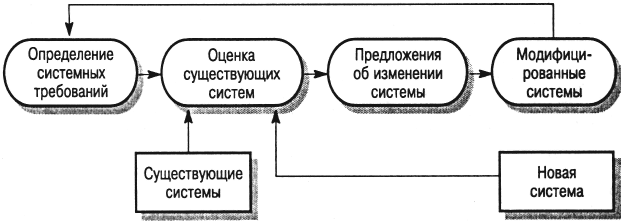 Определение
системных
требований
Оценка
существующих
систем
Предложения
об изменении
системы
Модифици-
рованные
системы
Существующие
системы
Новая
система